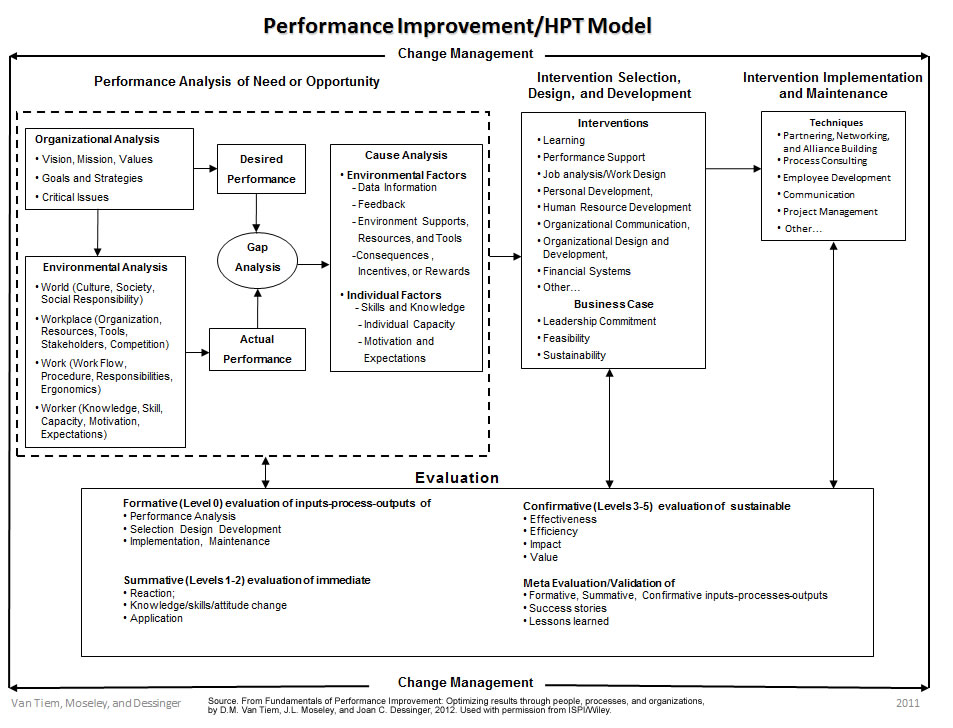 Performance Improvement/HPT Model
Change Management
Performance Analysis of Need or Opportunity
Intervention Selection,
Design, and Development
Intervention Implementation
and Maintenance
Organizational Analysis
• Vision, Mission, Values
• Goals and Strategies
• Critical Issues
Environmental Analysis
• World (Culture, Society,
Social Responsibility)
• Workplace (Organization,
Resources, Tools,
Stakeholders, Competition)
• Work (Work Flow,
Procedure, Responsibilities,
Ergonomics)
• Worker (Knowledge, Skill,
Capacity, Motivation,
Expectations)
Desired
Performance
Gap
Analysis
Actual
Performance
Cause Analysis
• Environmental Factors
- Data Information
- Feedback
- Environment Supports,
Resources, and Tools
-Consequences ,
Incentives, or Rewards
• Individual Factors
- Skills and Knowledge
- Individual Capacity
- Motivation and
Expectations
Interventions
• Learning
• Performance Support
• Job analysis/Work Design
• Personal Development,
• Human Resource Development
• Organizational Communication,
• Organizational Design and
Development,
• Financial Systems
• Other…
Business Case
• Leadership Commitment
• Feasibility
• Sustainability
Techniques
• Partnering, Networking,
and Alliance Building
• Process Consulting
• Employee Development
• Communication
• Project Management
• Other…
Evaluation
Formative (Level 0) evaluation of inputs-process-outputs of
• Performance Analysis
• Selection Design Development
• Implementation, Maintenance
Summative (Levels 1-2) evaluation of immediate
• Reaction;
• Knowledge/skills/attitude change
• Application
Confirmative (Levels 3-5) evaluation of sustainable
• Effectiveness
• Efficiency
• Impact
• Value
Meta Evaluation/Validation of
• Formative, Summative, Confirmative inputs-processes-outputs
• Success stories
• Lessons learned
Change Management
Van Tiem, Moseley, and Dessinger
Source. From Fundamentals of Performance Improvement: Optimizing results through people, processes, and organizations,
by D.M. Van Tiem, J.L. Moseley, and Joan C. Dessinger, 2012. Used with permission from ISPI/Wiley.
2011